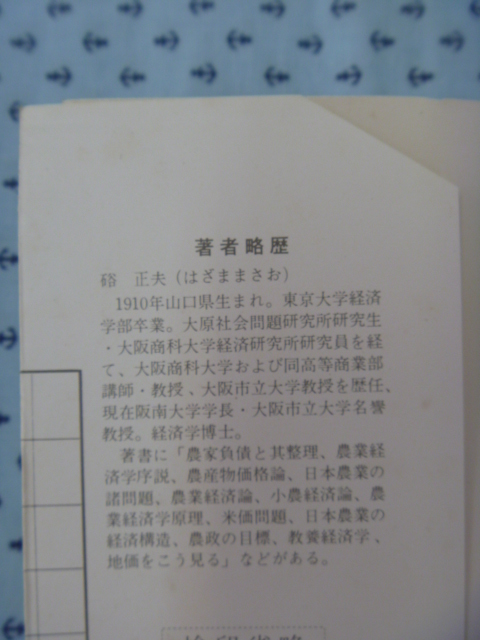 著者略歴
硲　正夫（はざままさお）
1910年山口県生まれ。東京大学経済
学部卒業。大原社会問題研究所研究生
・大阪商科大学経済研究所研究員を経
て、大阪商科大学および同高等商業部
講師・教授、大阪市立大学教授を歴任、
現在阪南大学学長・大阪市立大学名誉
教授。経済学博士。
著書に「農家負債と其整理、農業経
済学序説、農産物価格論、日本農業の
諸問題、農業経済論、小農経済論、農
業経済学原理、米価問題、日本農業の
経済構造、農政の目標、教養経済学、
地価をこう見る」などがある。
検印省略